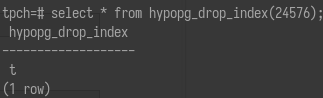 tpch=# select * from hypopg_drop_index(24576);
hypopg_drop_index
-------------------
t
(1 row)